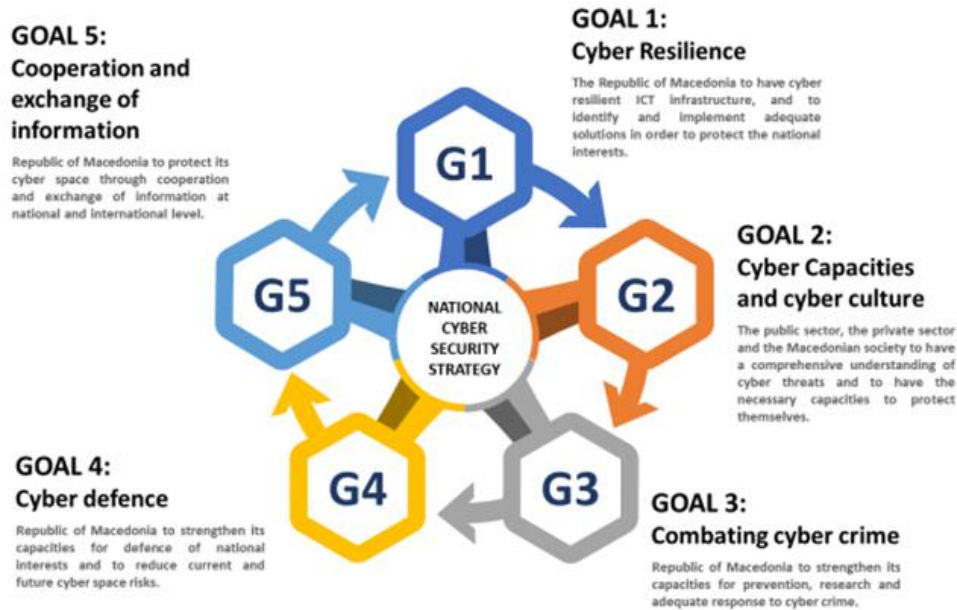 GOAL 1:
Cyber Resilience
The Republic of Macedonia to have cyber
resilient ICT infrastructure, and to
identify and implement adequate
solutions in order to protect the national
interests.
GOAL 2:
Cyber Capacities
and cyber culture
The public sector, the private sector
and the Macedonian society to have
a comprehensive understanding of
cyber threats and to have the
necessary capacities to protect
themselves.
GOAL 3:
Combating cyber crime
Republic of Macedonia to strengthen its
capacities for prevention, research and
adequate response to cyber crime.
GOAL 4:
Cyber defence
Republic of Macedonia to strengthen its
capacities for defence of national
interests and to reduce current and
future cyber space risks.
GOAL 5:
Cooperation and
exchange of
information
Republic of Macedonia to protect its
cyber space through cooperation
and exchange of information at
national and international level.
G1
G2
G3
G4
G5
NATIONAL
CYBER
SECURITY
STRATEGY